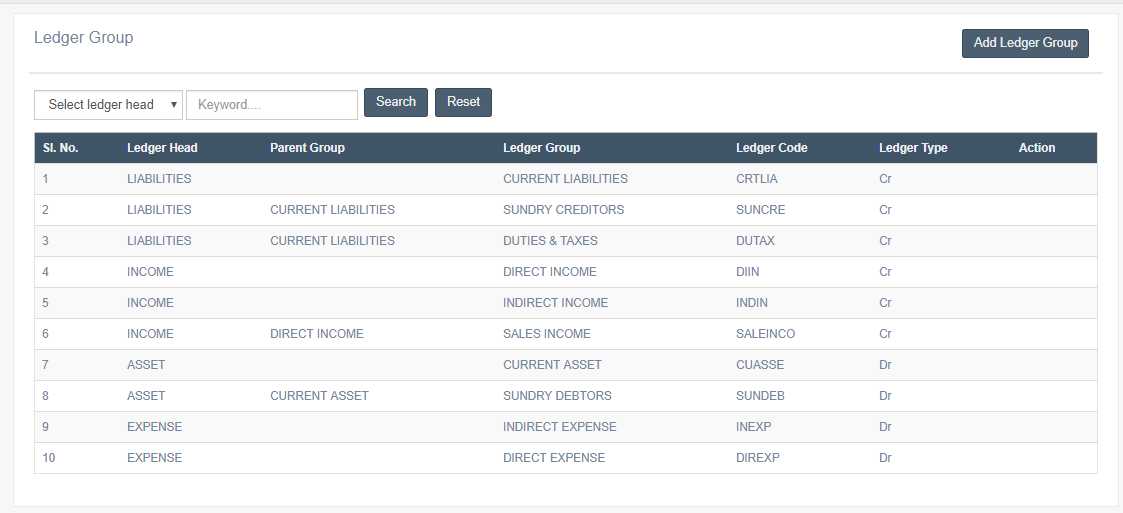 Ledger Group
Add Ledger Group
Select ledger head Keyword.... Search Reset
Sl. No. Ledger Head Parent Group Ledger Group Ledger Code Ledger Type Action
1 LIABILITIES CURRENT LIABILITIES CRTLIA Cr
2 LIABILITIES CURRENT LIABILITIES SUNDRY CREDITORS SUNCRE Cr
3 LIABILITIES CURRENT LIABILITIES DUTIES & TAXES DUTAX Cr
4 INCOME DIRECT INCOME DIIN Cr
5 INCOME INDIRECT INCOME INDIN Cr
6 INCOME DIRECT INCOME SALES INCOME SALEINCO Cr
7 ASSET CURRENT ASSET CUASSE Dr
8 ASSET CURRENT ASSET SUNDRY DEBTORS SUNDEB Dr
9 EXPENSE INDIRECT EXPENSE INEXP Dr
10 EXPENSE DIRECT EXPENSE DIREXP Dr